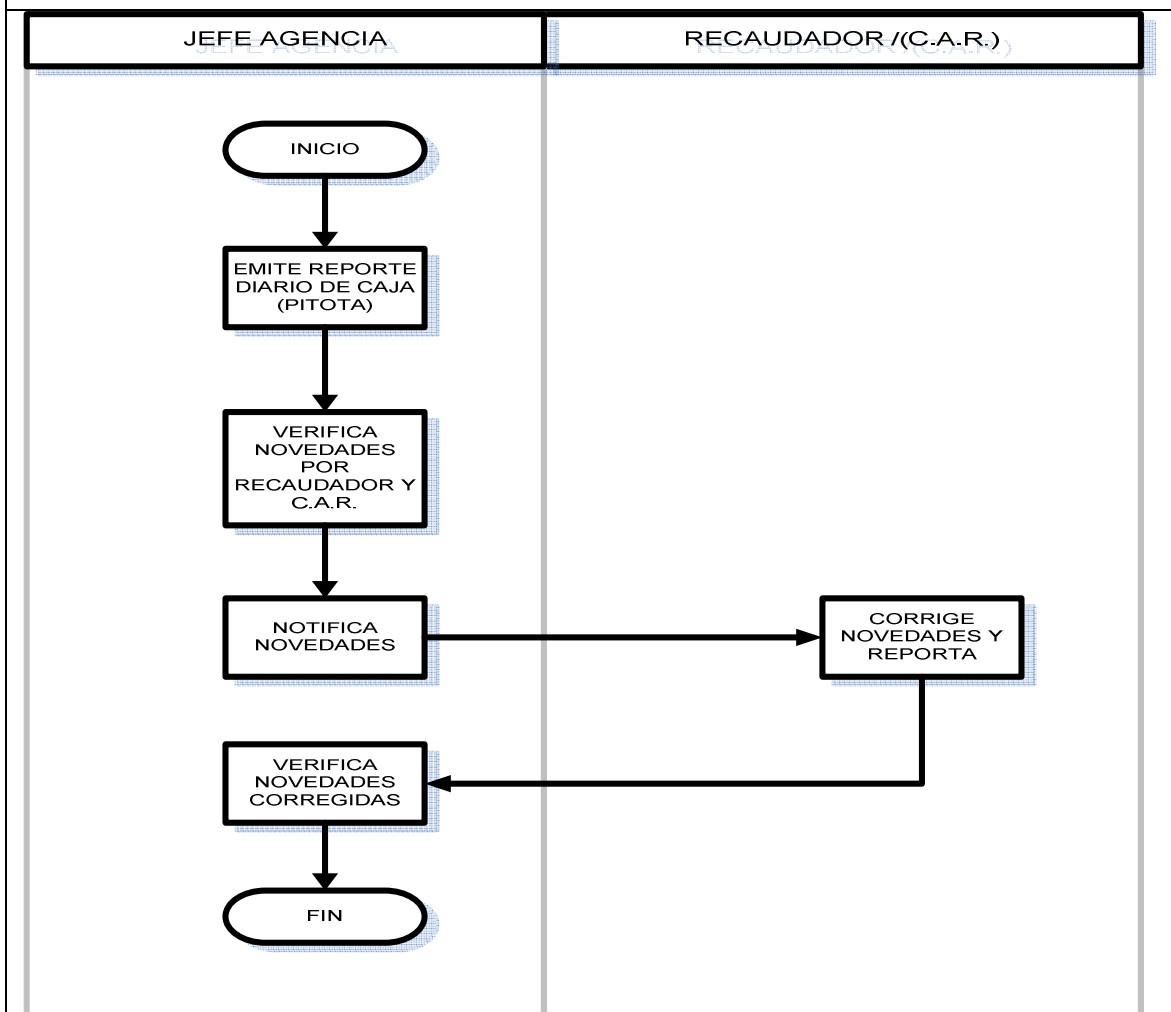 JEFE AGENCIA
RECAUDADOR /(C.A.R.)
INICIO
EMITE REPORTE
DIARIO DE CAJA
(PITOTA)
VERIFICA
NOVEDADES
POR
RECAUDADOR Y
C.A.R.
NOTIFICA
NOVEDADES
CORRIGE
NOVEDADES Y
REPORTA
VERIFICA
NOVEDADES
CORREGIDAS
FIN